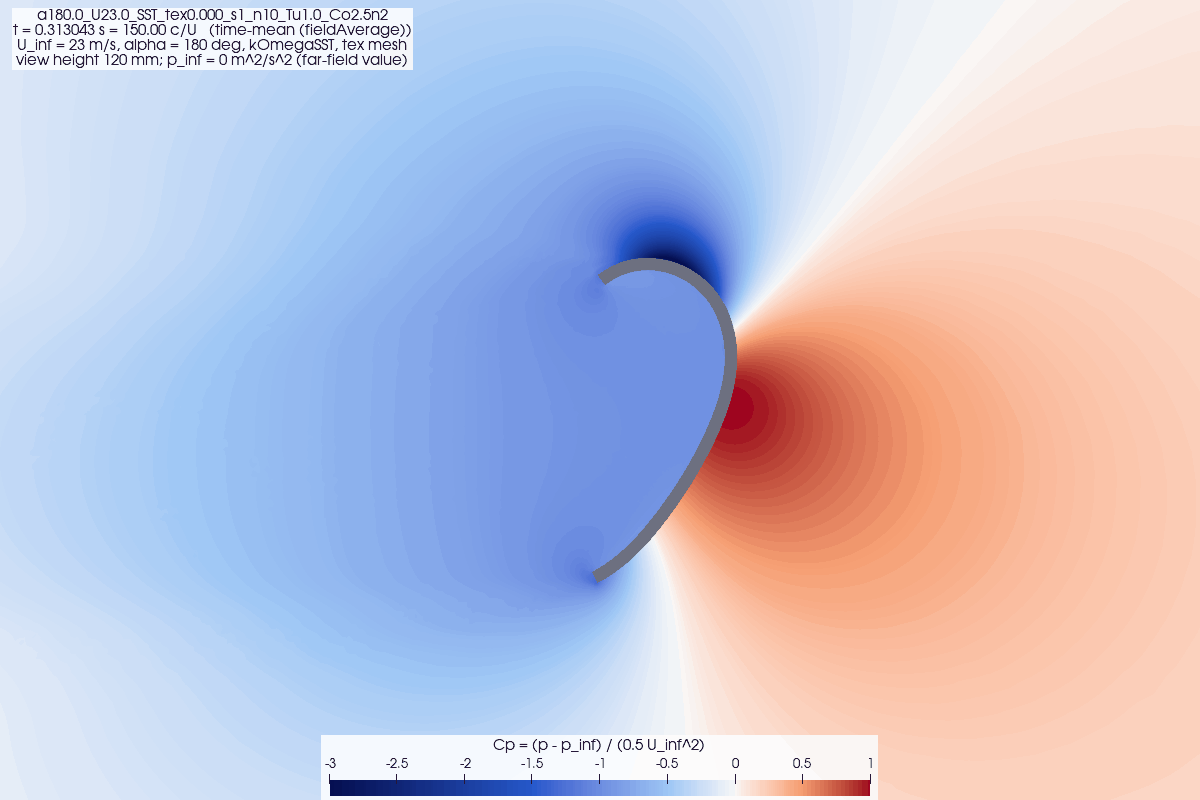 a180.0_U23.0_SST_tex0.000_s1_n10_Tu1.0_Co2.5n2
t = 0.313043 s = 150.00 c/U (time-mean (fieldAverage))
U_inf = 23 m/s, alpha = 180 deg, kOmegaSST, tex mesh
view height 120 mm; p_inf = 0 m^2/s^2 (far-field value)
Cp = (p - p_inf) / (0.5 U_inf^2)
-3 -2.5 -2 -1.5 -1 -0.5 0 0.5 1